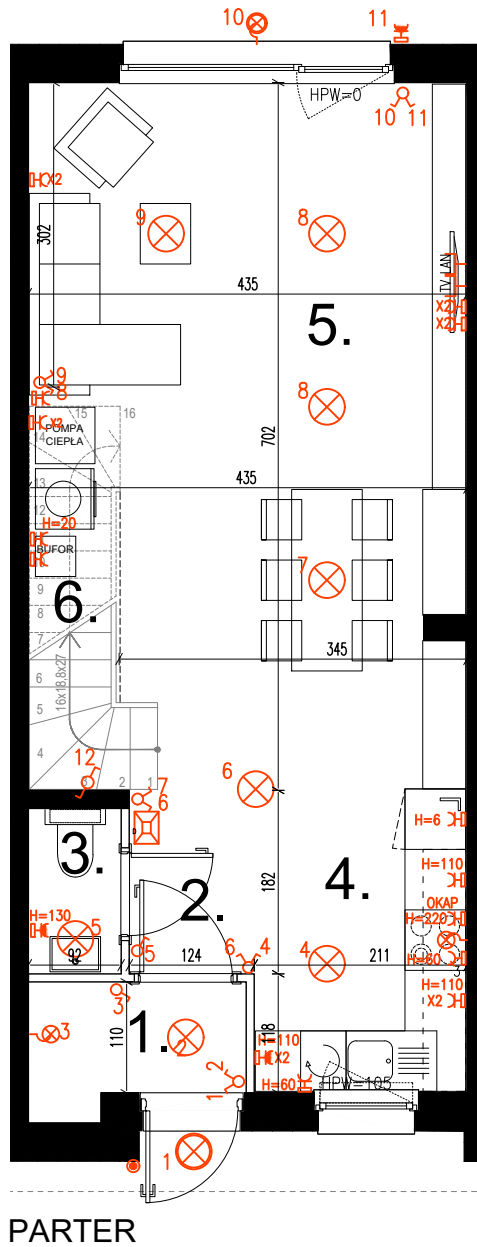 10
11
HPW=0
10 11
X2
302
9
8
435
TV LAN
X2
X2
5.
9
8
8
X2
POMPA
CIEPŁA
15
16
14
702
435
13
12
H=20
BUFOR
7
9
6.
8
7
345
6
16x18,8x27
5
4
12
3
2
1
7
6
6
H=6
3.
H=110
182
4.
2.
OKAP
H=130
5
H=220
92
5
124
6
4
4
211
H=60
3
H=110
X2
3
3
110
1.
2
118
H=110
X2
2
1
H=60
HPW=105
1
PARTER